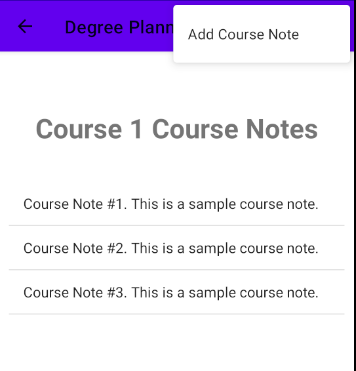 Degree Plann
Add Course Note
Course 1 Course Notes
Course Note #1. This is a sample course note.
Course Note #2. This is a sample course note.
Course Note #3. This is a sample course note.